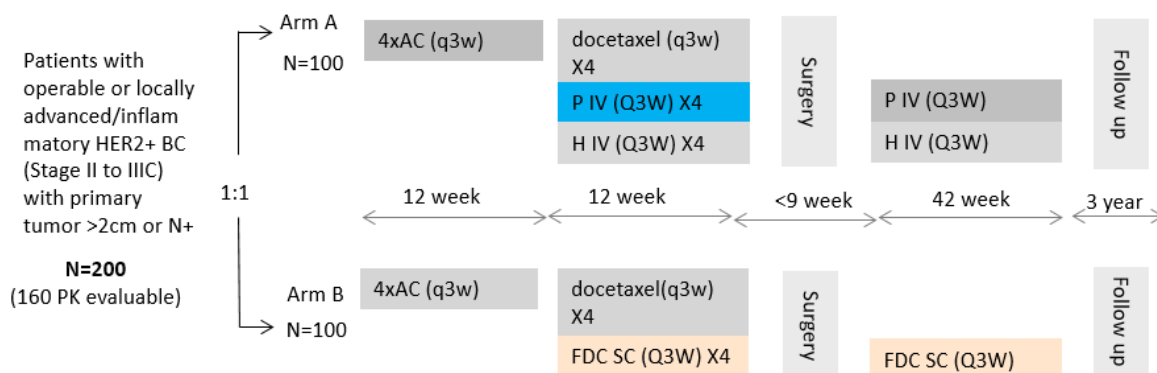 Patients with
operable or locally
advanced/inflam
matory HER2+ BC
(Stage II to IIIC)
with primary
tumor >2cm or N+
N=200
(160 PK evaluable)
1:1
Arm A
N=100
4xAC (q3w)
docetaxel (q3w)
X4
P IV (Q3W) X4
H IV (Q3W) X4
Surgery
P IV (Q3W)
H IV (Q3W)
Follow up
12 week
12 week
<9 week
42 week
3 year
Arm B
N=100
4xAC (q3w)
docetaxel(q3w)
X4
FDC SC (Q3W) X4
Surgery
FDC SC (Q3W)
Follow up